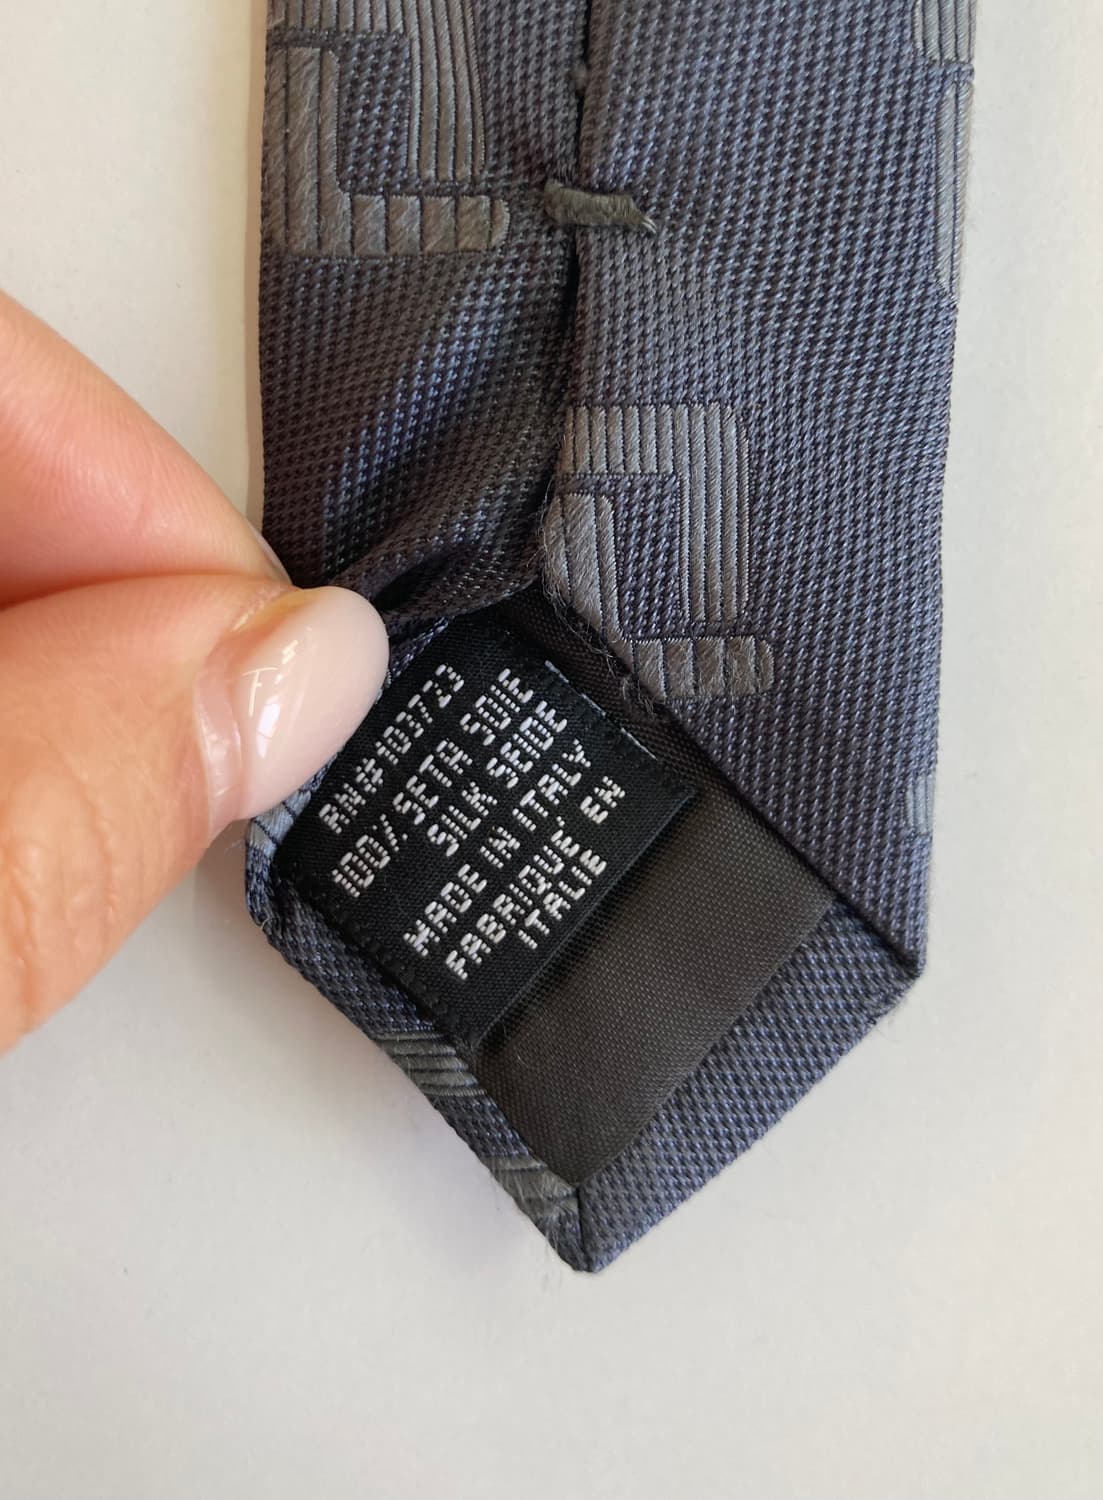 RN#103723
100% SETA SOIE
SILK SEIDE
MADE IN ITALY
FABRIQUE' EN
ITALIE